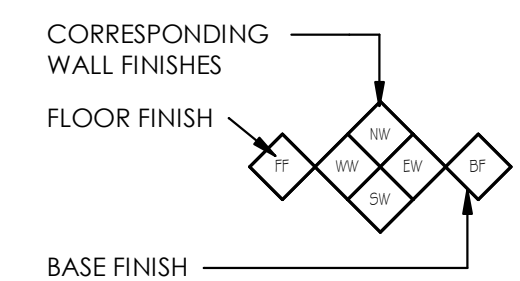 CORRESPONDING
WALL FINISHES
FLOOR FINISH
NW
FF
WW
EW
BF
SW
BASE FINISH